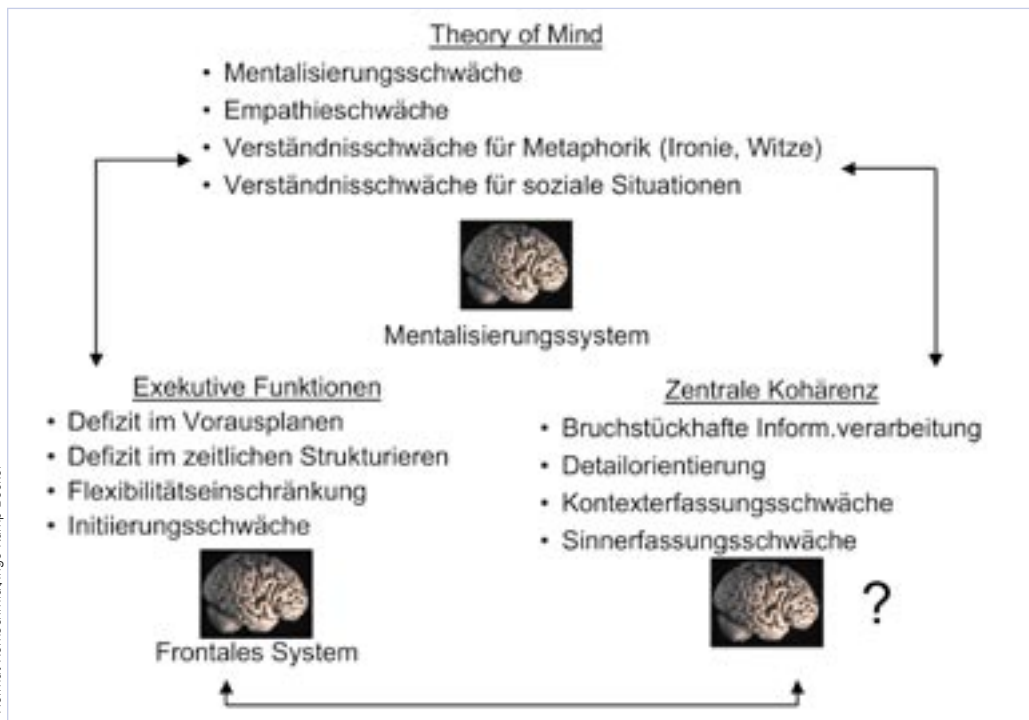 Theory of Mind
• Mentalisierungsschwäche
• Empathieschwäche
• Verständnisschwäche für Metaphorik (Ironie, Witze)
• Verständnisschwäche für soziale Situationen
Mentalisierungssystem
Exekutive Funktionen
• Defizit im Vorausplanen
• Defizit im zeitlichen Strukturieren
• Flexibilitätseinschränkung
• Initiierungsschwäche
Frontales System
Zentrale Kohärenz
• Bruchstückhafte Inform.verarbeitung
• Detailorientierung
• Kontexterfassungsschwäche
• Sinnerfassungsschwäche
?